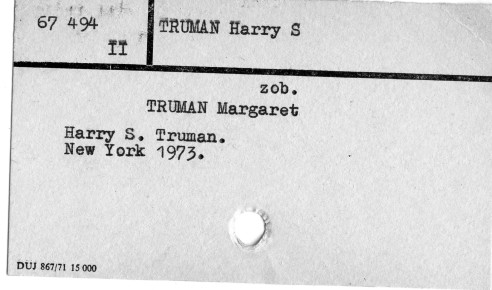 67 494
II
TRUMAN Harry S
zob.
TRUMAN Margaret
Harry S. Truman.
New York 1973.
DUJ 867/71 15 000